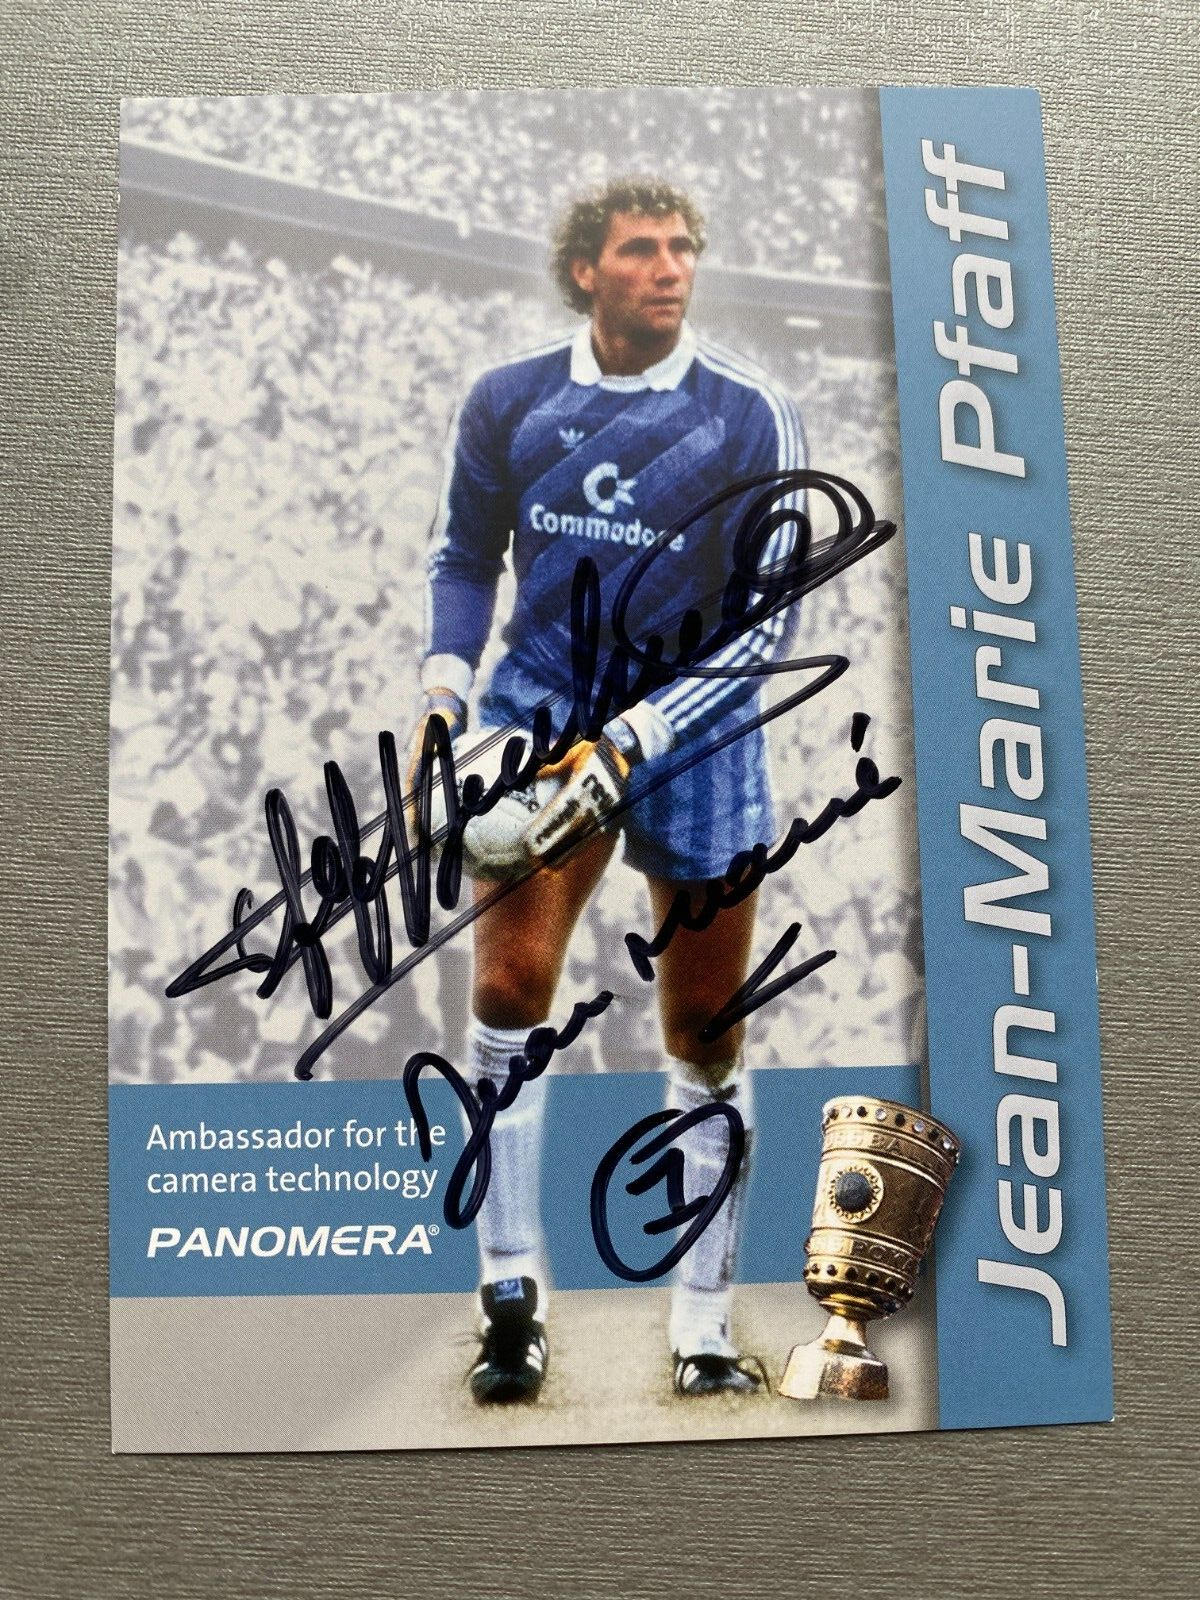 Jean-Marie Pfaff
Commodore
Jean Marie
1
Ambassador for the
camera technology
PANOMERA®